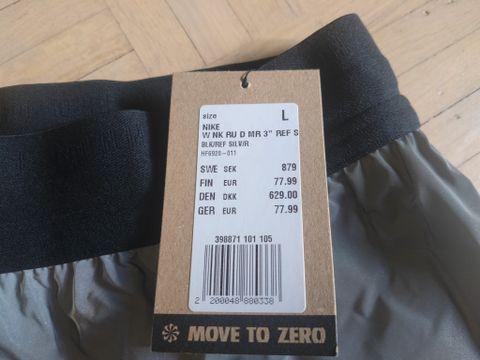 size L
NIKE
W NK RU D MR 3" REF S
BLK/REF SILV/R
HF6920-011
SWE SEK 879
FIN EUR 77.99
DEN DKK 629.00
GER EUR 77.99
398871 101 105
2 200048 880338
MOVE TO ZERO